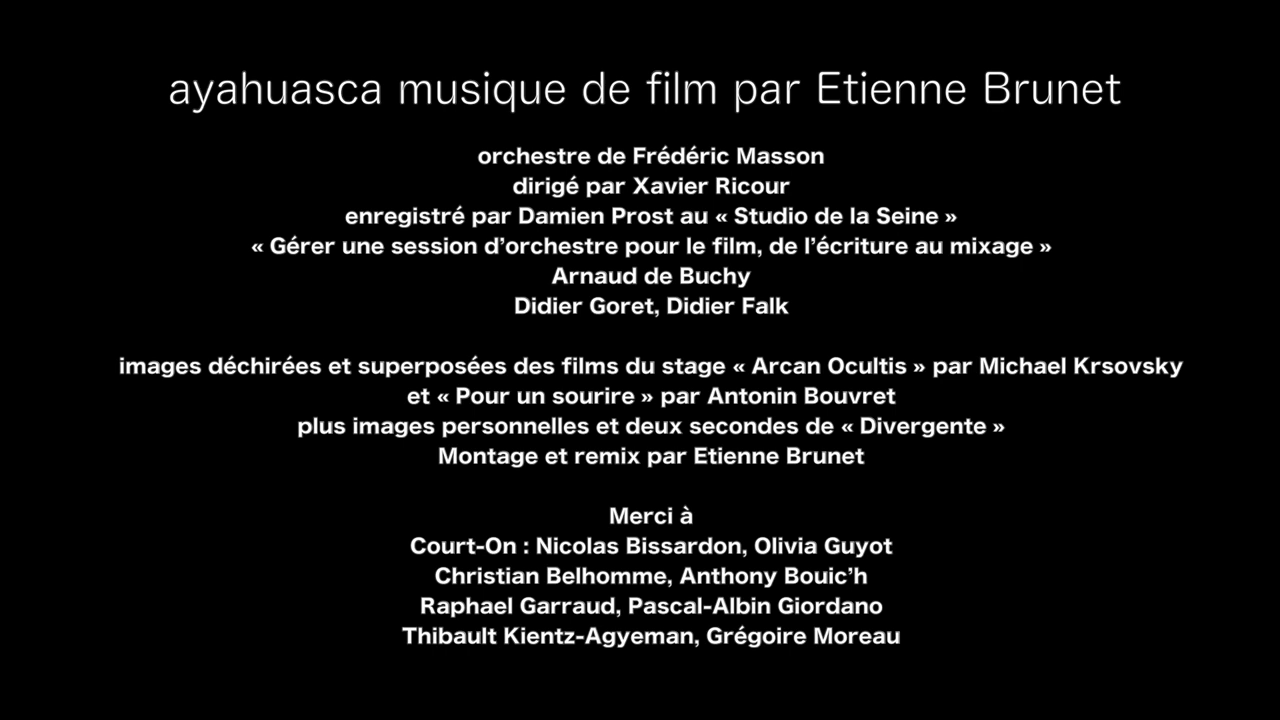 ayahuasca musique de film par Etienne Brunet
orchestre de Frédéric Masson
dirigé par Xavier Ricour
enregistré par Damien Prost au « Studio de la Seine »
« Gérer une session d’orchestre pour le film, de l’écriture au mixage »
Arnaud de Buchy
Didier Goret, Didier Falk
images déchirées et superposées des films du stage « Arcan Ocultis » par Michael Krsovsky
et « Pour un sourire » par Antonin Bouvret
plus images personnelles et deux secondes de « Divergente »
Montage et remix par Etienne Brunet
Merci à
Court-On : Nicolas Bissardon, Olivia Guyot
Christian Belhomme, Anthony Bouic’h
Raphael Garraud, Pascal-Albin Giordano
Thibault Kientz-Agyeman, Grégoire Moreau